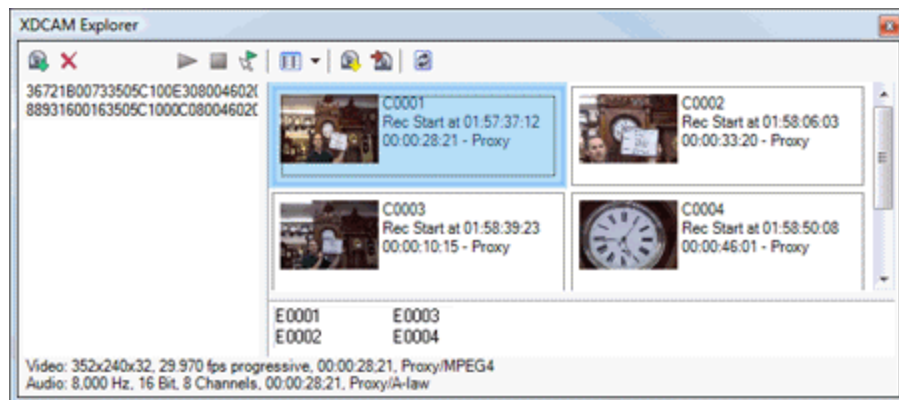 XDCAM Explorer
36721B00733505C100E3080046020
88931600163505C1000C080046020
C0001
Rec Start at 01:57:37:12
00:00:28:21 - Proxy
C0002
Rec Start at 01:58:06:03
00:00:33:20 - Proxy
C0003
Rec Start at 01:58:39:23
00:00:10:15 - Proxy
C0004
Rec Start at 01:58:50:08
00:00:46:01 - Proxy
E0001 E0003
E0002 E0004
Video: 352x240x32, 29.970 fps progressive, 00:00:28;21, Proxy/MPEG4
Audio: 8,000 Hz, 16 Bit, 8 Channels, 00:00:28;21, Proxy/A-law